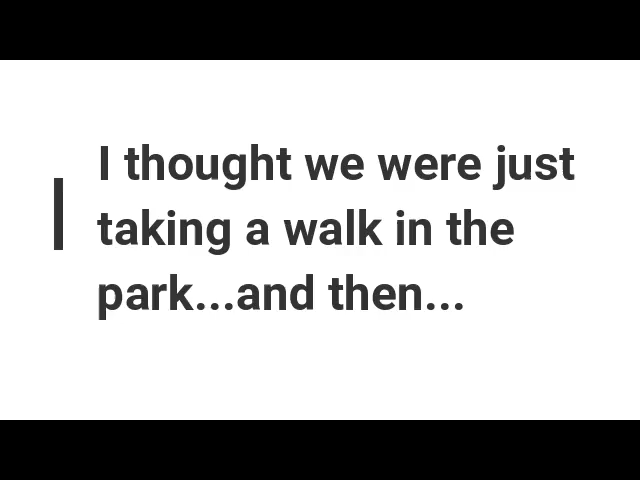 I thought we were just
taking a walk in the
park...and then...